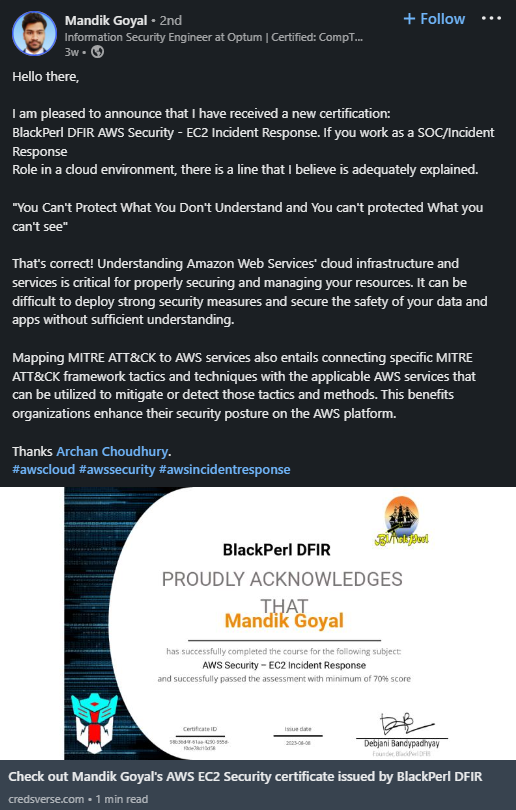 Mandik Goyal • 2nd
+ Follow
Information Security Engineer at Optum | Certified: CompT...
3w •
Hello there,
I am pleased to announce that I have received a new certification:
BlackPerl DFIR AWS Security - EC2 Incident Response. If you work as a SOC/Incident
Response
Role in a cloud environment, there is a line that I believe is adequately explained.
"You Can't Protect What You Don't Understand and You can't protected What you
can't see"
That's correct! Understanding Amazon Web Services' cloud infrastructure and
services is critical for properly securing and managing your resources. It can be
difficult to deploy strong security measures and secure the safety of your data and
apps without sufficient understanding.
Mapping MITRE ATT&CK to AWS services also entails connecting specific MITRE
ATT&CK framework tactics and techniques with the applicable AWS services that
can be utilized to mitigate or detect those tactics and methods. This benefits
organizations enhance their security posture on the AWS platform.
Thanks Archan Choudhury.
#awscloud #awssecurity #awsincidentresponse
BlackPerl
BlackPerl DFIR
PROUDLY ACKNOWLEDGES
THAT
Mandik Goyal
has successfully completed the course for the following subject:
AWS Security – EC2 Incident Response
and successfully passed the assessment with minimum of 70% score
Certificate ID
Issue date
2023-08-08
Debjani Bandypadhyay
Founder, BlackPerl DFIR
Check out Mandik Goyal's AWS EC2 Security certificate issued by BlackPerl DFIR
credsverse.com • 1 min read